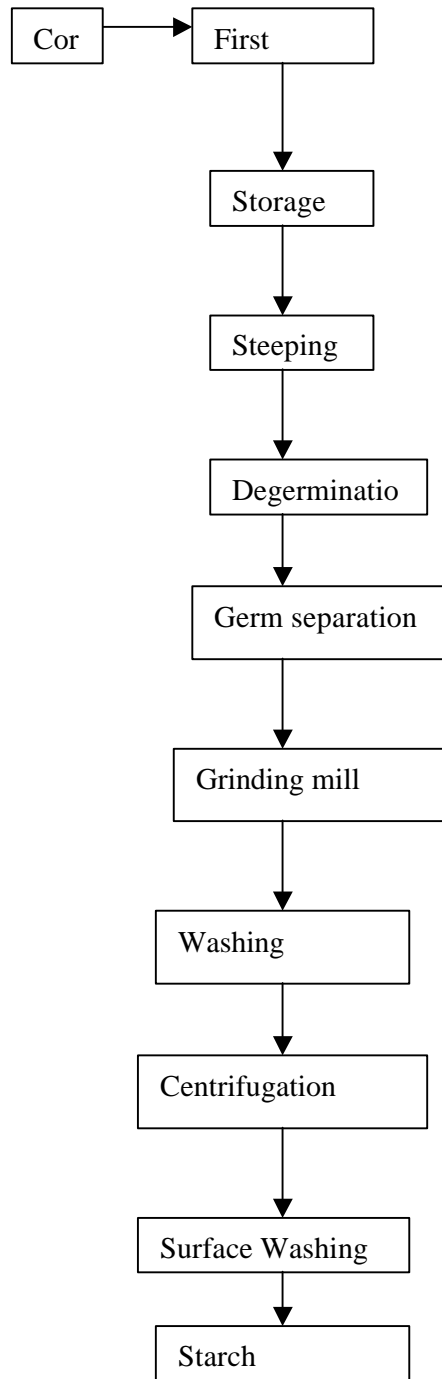 Cor
First
Storage
Steeping
Degerminatio
Germ separation
Grinding mill
Washing
Centrifugation
Surface Washing
Starch